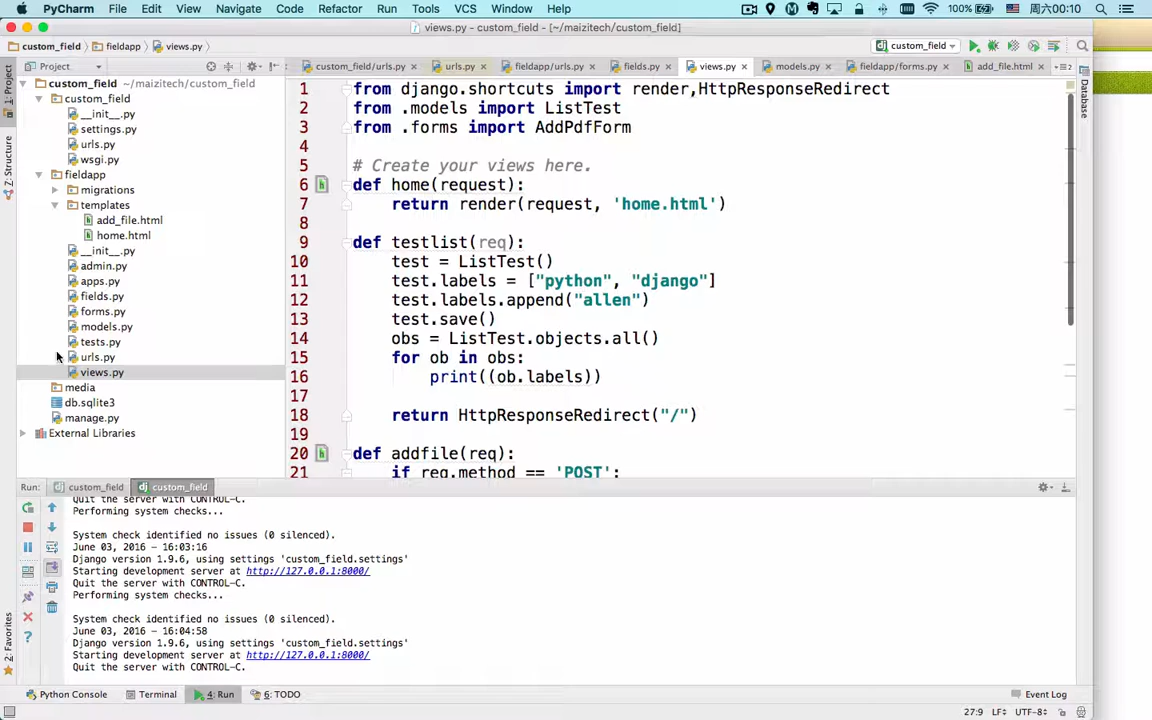 PyCharm File Edit View Navigate Code Refactor Run Tools VCS Window Help 100% 周六00:10
views.py - custom_field - [~/maizitech/custom_field]
custom_field fieldapp views.py custom_field
Project custom_field/urls.py urls.py fieldapp/urls.py fields.py views.py models.py fieldapp/forms.py add_file.html
1: Project
7: Structure
2: Favorites
Database
custom_field ~/maizitech/custom_field
custom_field
__init__.py
settings.py
urls.py
wsgi.py
fieldapp
migrations
templates
add_file.html
home.html
__init__.py
admin.py
apps.py
fields.py
forms.py
models.py
tests.py
urls.py
views.py
media
db.sqlite3
manage.py
External Libraries
1 from django.shortcuts import render,HttpResponseRedirect
2 from .models import ListTest
3 from .forms import AddPdfForm
4
5 # Create your views here.
6 def home(request):
7 return render(request, 'home.html')
8
9 def testlist(req):
10 test = ListTest()
11 test.labels = ["python", "django"]
12 test.labels.append("allen")
13 test.save()
14 obs = ListTest.objects.all()
15 for ob in obs:
16 print((ob.labels))
17
18 return HttpResponseRedirect("/")
19
20 def addfile(req):
21 if req.method == 'POST':
Run: custom_field custom_field
Quit the server with CONTROL-C.
Performing system checks...
System check identified no issues (0 silenced).
June 03, 2016 - 16:03:16
Django version 1.9.6, using settings 'custom_field.settings'
Starting development server at http://127.0.0.1:8000/
Quit the server with CONTROL-C.
Performing system checks...
System check identified no issues (0 silenced).
June 03, 2016 - 16:04:58
Django version 1.9.6, using settings 'custom_field.settings'
Starting development server at http://127.0.0.1:8000/
Quit the server with CONTROL-C.
Python Console Terminal 4: Run 6: TODO Event Log
27:9 LF UTF-8